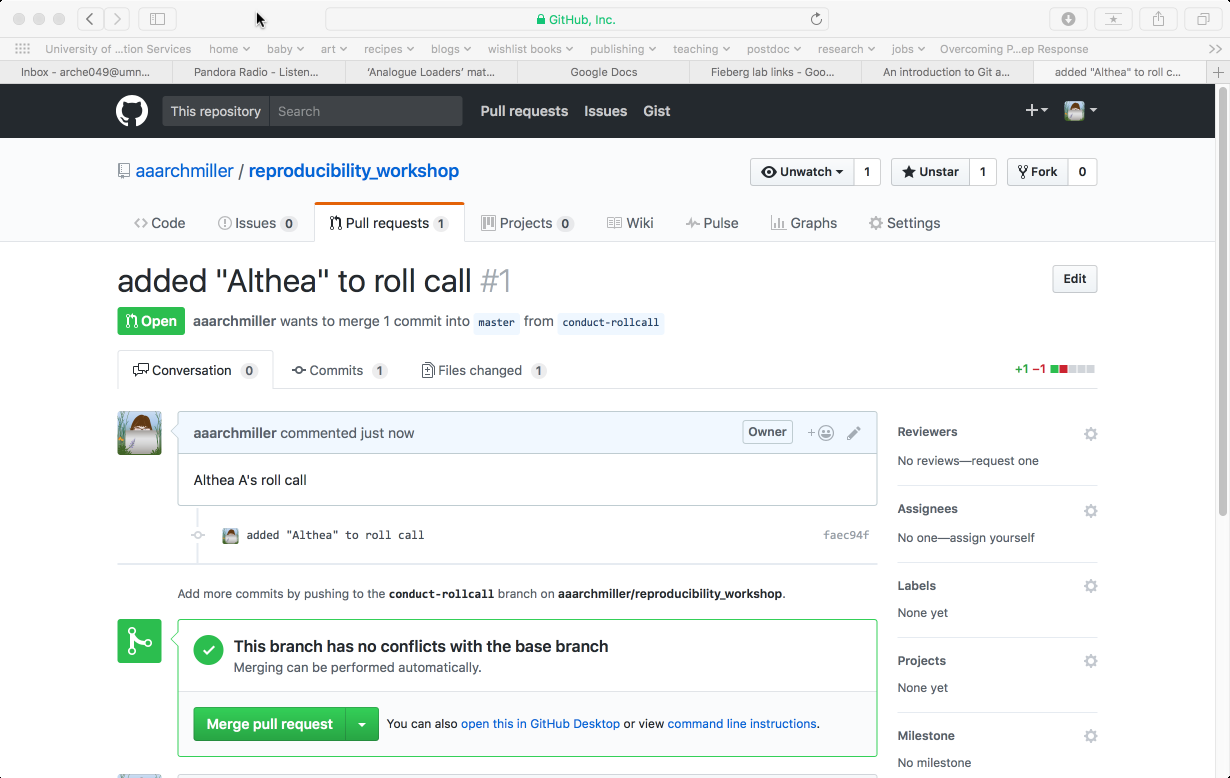 GitHub, Inc.
University of ...tion Services home baby art recipes blogs wishlist books publishing teaching postdoc research jobs Overcoming P...ep Response
Inbox - arche049@umn... Pandora Radio - Listen... ‘Analogue Loaders’ mat... Google Docs Fieberg lab links - Goo... An introduction to Git a... added "Althea" to roll c...
This repository Search Pull requests Issues Gist
aaarchmiller / reproducibility_workshop
Unwatch 1 Unstar 1 Fork 0
Code Issues 0 Pull requests 1 Projects 0 Wiki Pulse Graphs Settings
added "Althea" to roll call #1
Edit
Open aaarchmiller wants to merge 1 commit into master from conduct-rollcall
Conversation 0 Commits 1 Files changed 1
+1 −1
aaarchmiller commented just now
Owner
Althea A's roll call
added "Althea" to roll call faec94f
Add more commits by pushing to the conduct-rollcall branch on aaarchmiller/reproducibility_workshop.
This branch has no conflicts with the base branch
Merging can be performed automatically.
Merge pull request You can also open this in GitHub Desktop or view command line instructions.
Reviewers
No reviews—request one
Assignees
No one—assign yourself
Labels
None yet
Projects
None yet
Milestone
No milestone